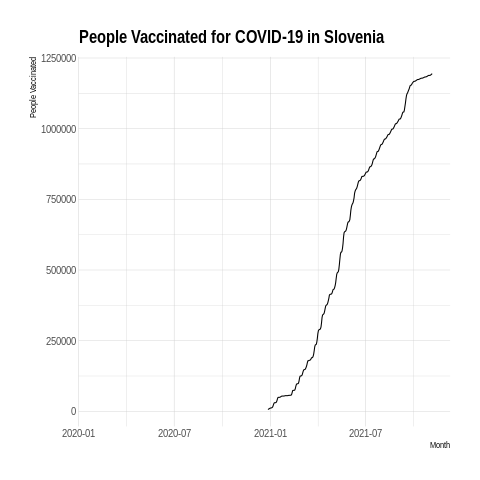 People Vaccinated for COVID-19 in Slovenia
People Vaccinated
1250000
1000000
750000
500000
250000
0
2020-01 2020-07 2021-01 2021-07
Month